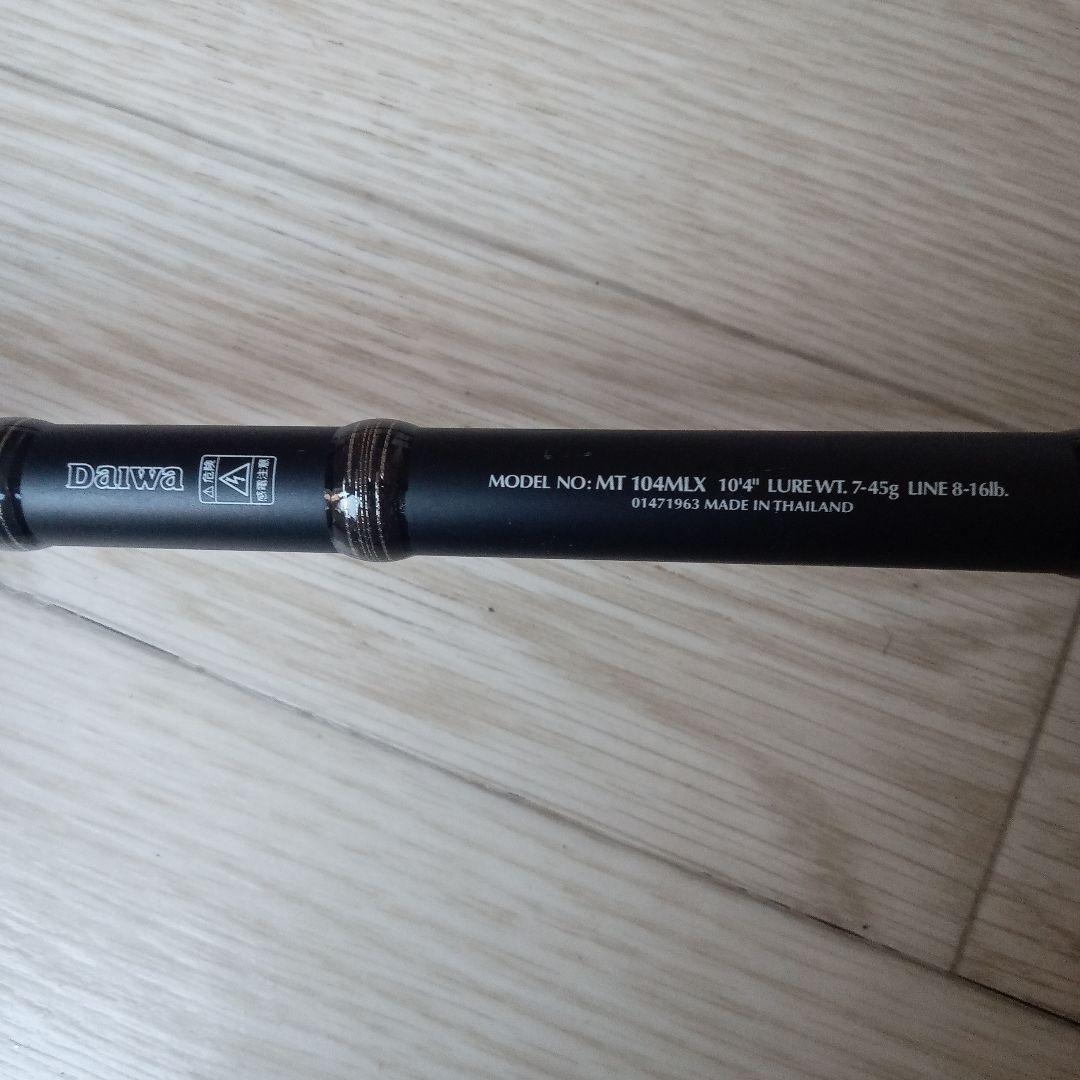 Daiwa
⚠危険
感電注意
MODEL NO: MT 104MLX 10'4" LURE WT. 7-45g LINE 8-16lb.
01471963 MADE IN THAILAND